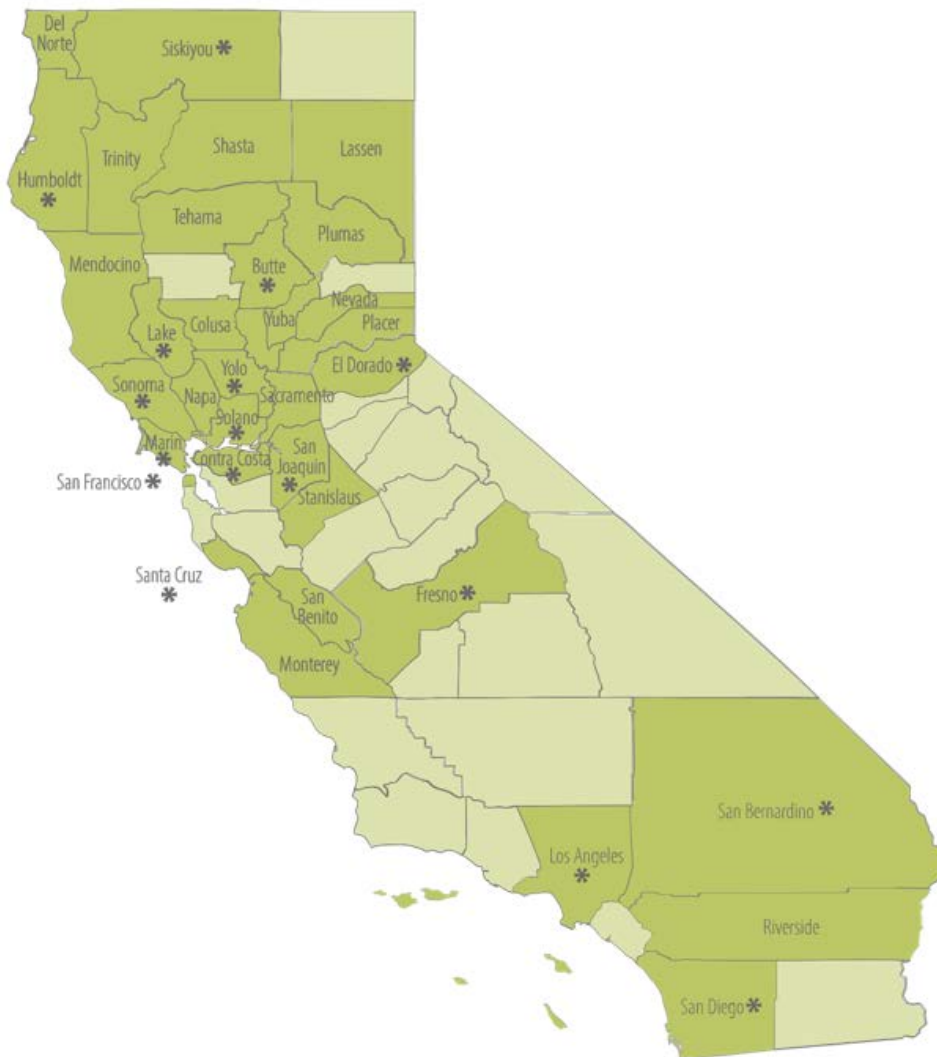 Del
Norte
Siskiyou *
Trinity
Shasta
Lassen
Humboldt
*
Tehama
Plumas
Mendocino
Butte
*
Nevada
Yuba
Placer
Colusa
Lake
*
El Dorado *
Yolo
*
Sonoma
*
Napa
Sacramento
Solano
*
Marin
*
San
Joaquin
*
Contra Costa
*
San Francisco *
Stanislaus
Santa Cruz
*
Fresno *
San
Benito
Monterey
San Bernardino *
Los Angeles
*
Riverside
San Diego *